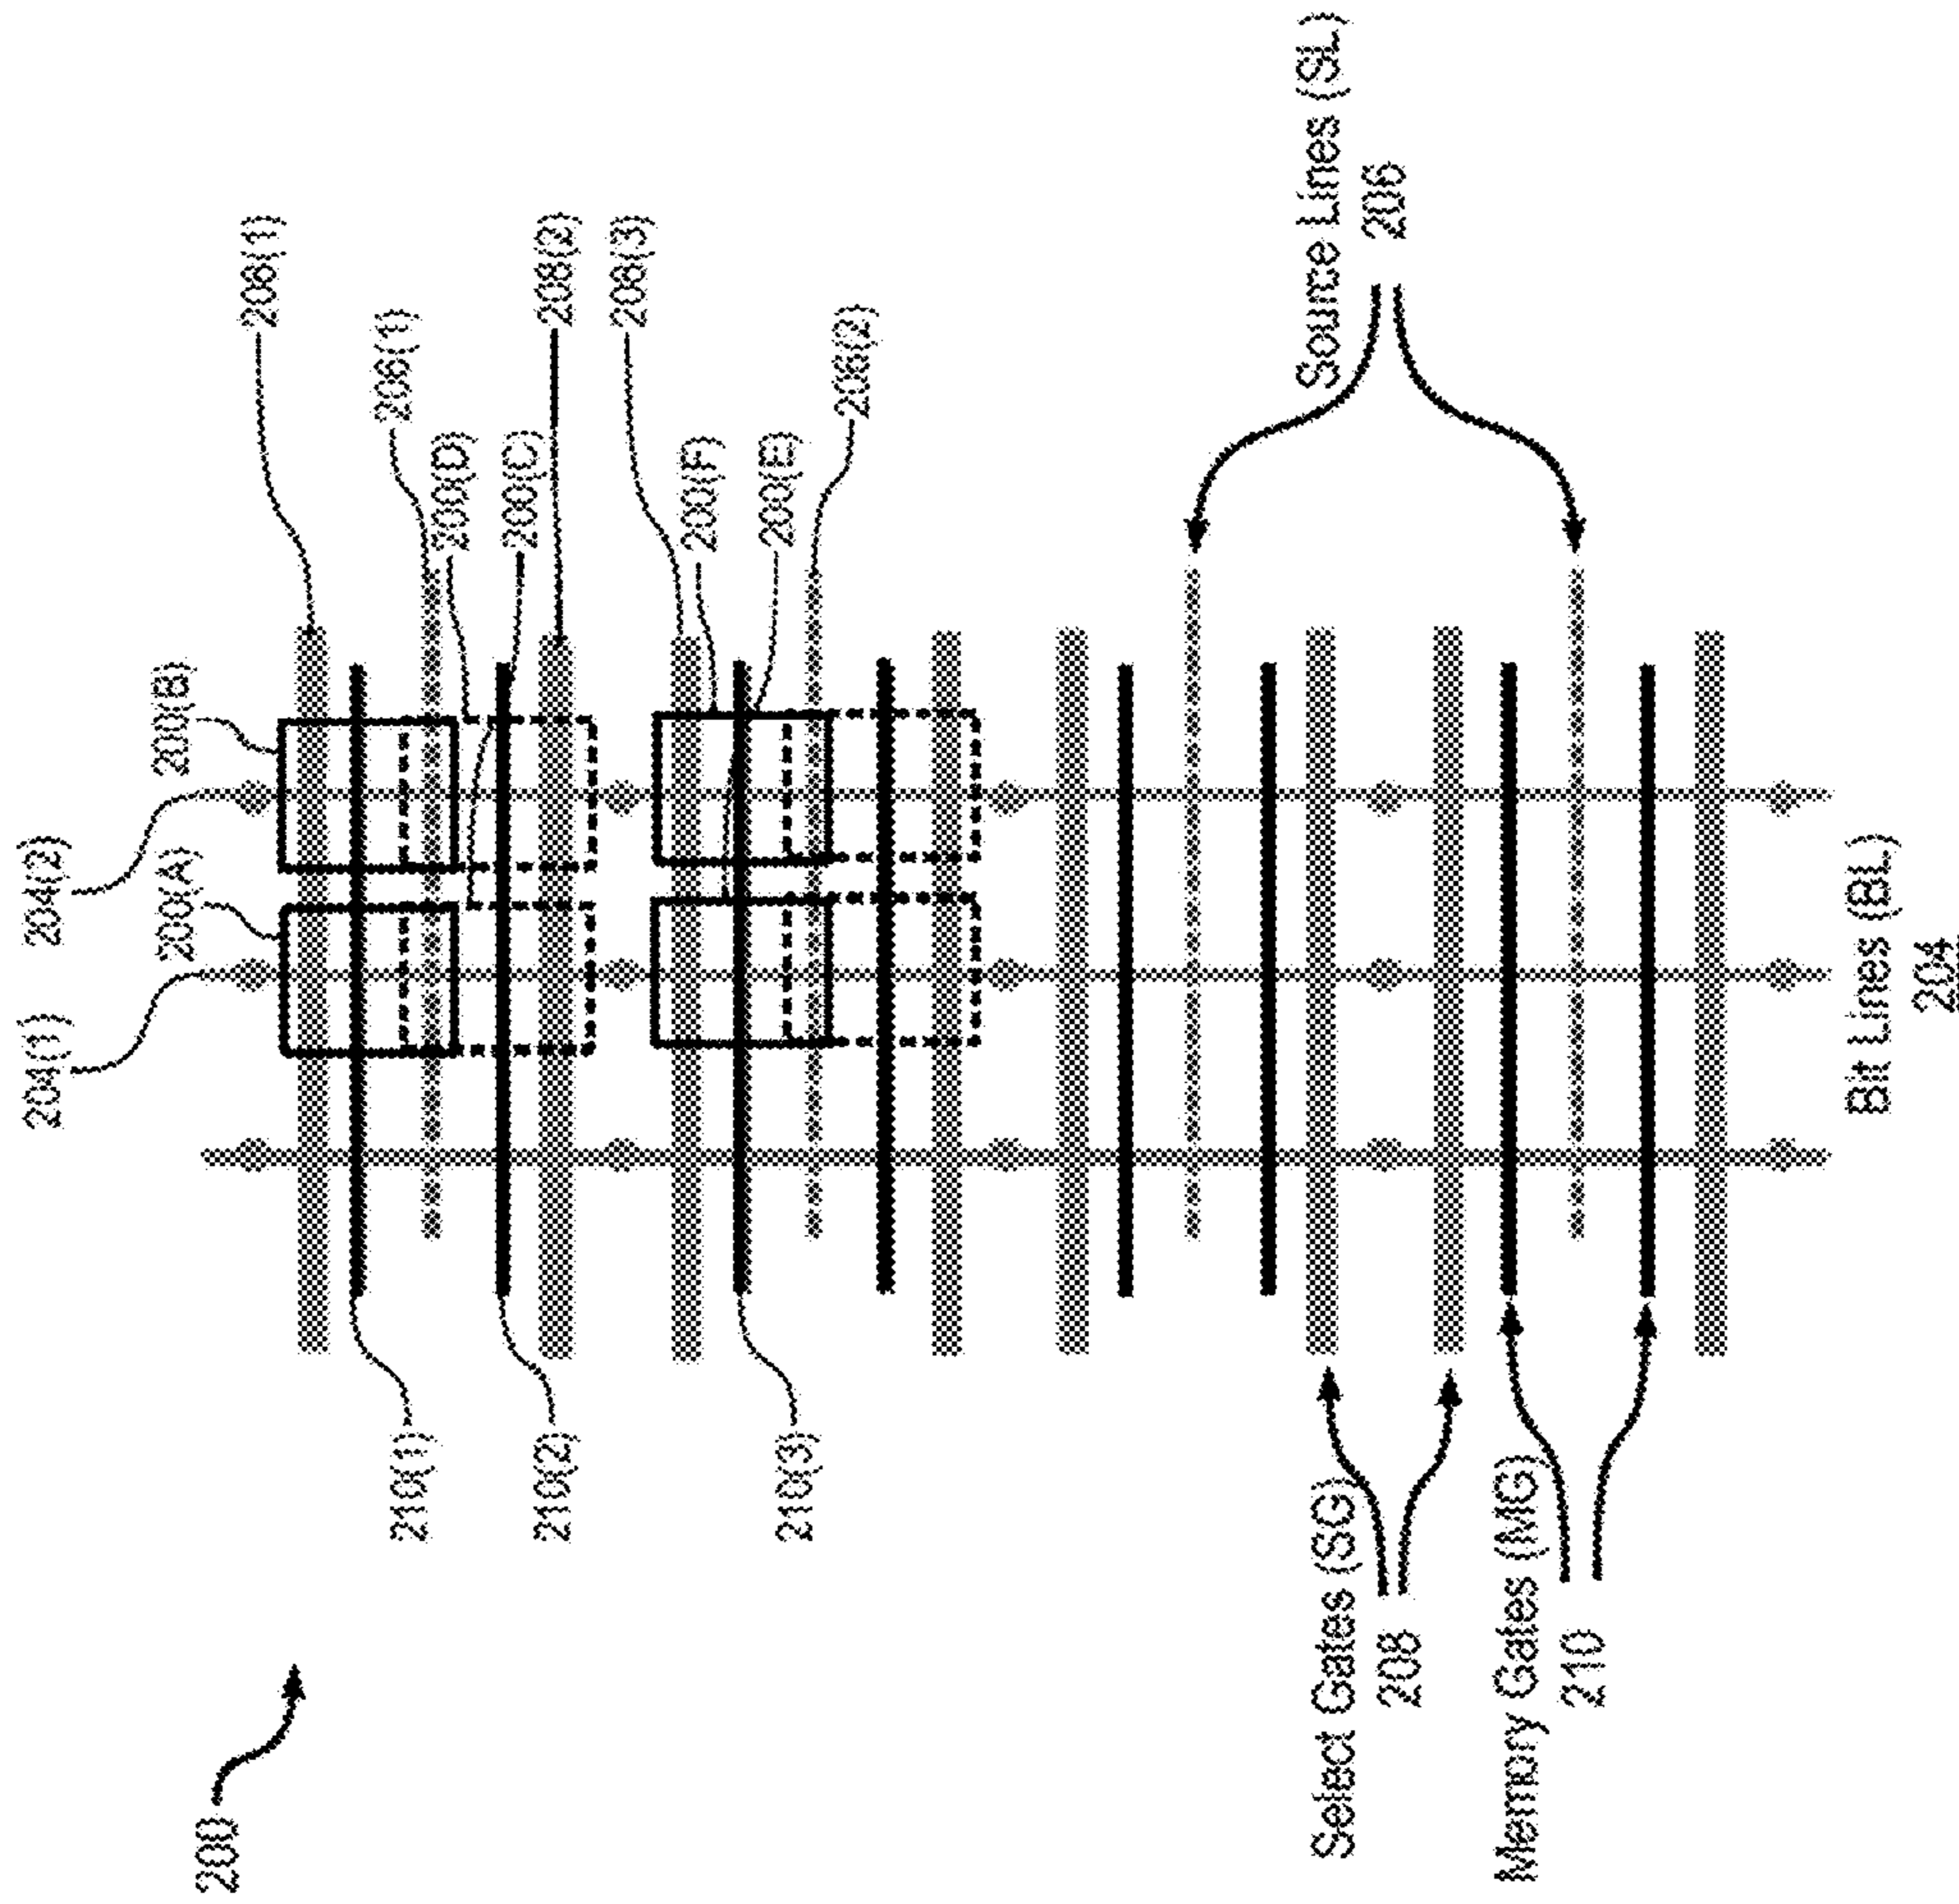 204(1)
204(2)
200(A)
200(B)
208(1)
206(1)
200(D)
200(C)
208(2)
208(3)
200(F)
200(E)
206(2)
210(1)
210(2)
210(3)
200
Select Gates (SG)
208
Memory Gates (MG)
210
Source Lines (SL)
206
Bit Lines (BL)
204